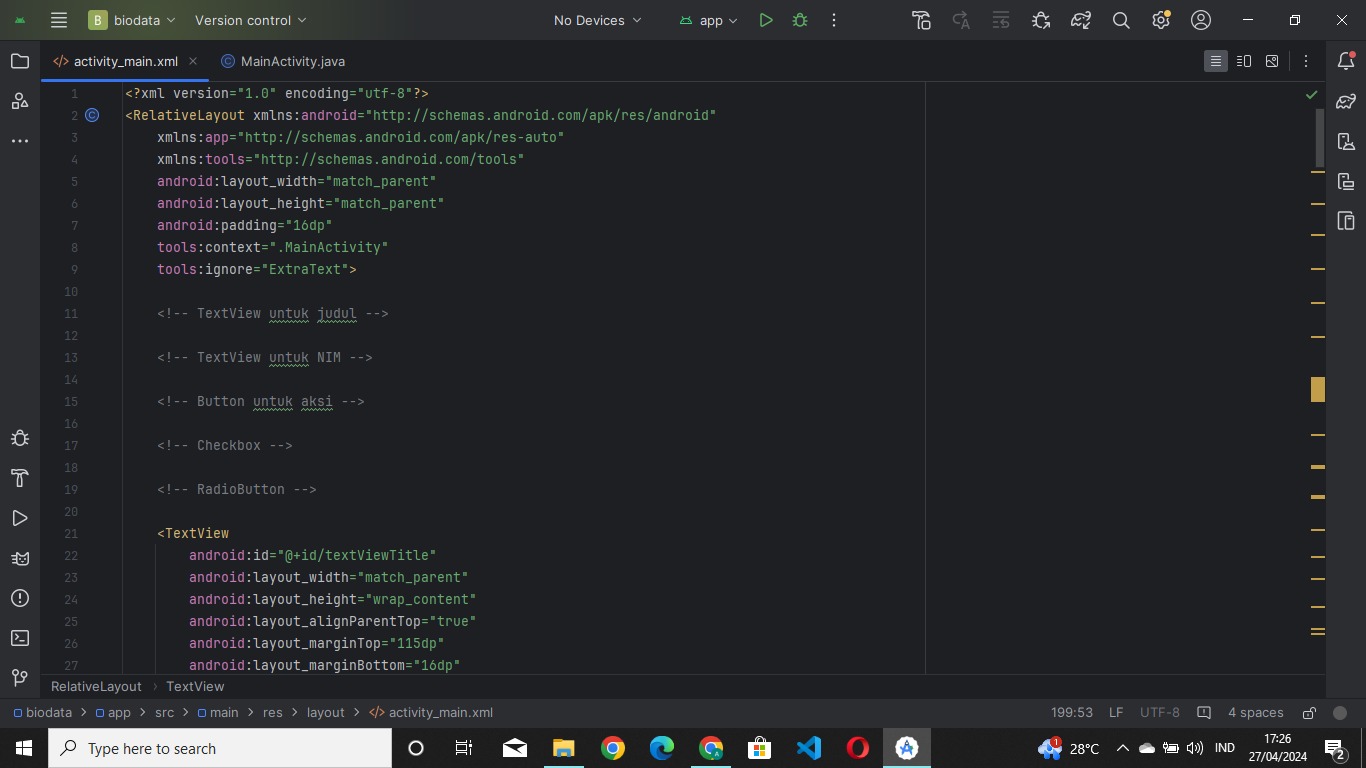 B biodata Version control No Devices app
</> activity_main.xml × C MainActivity.java
1 <?xml version="1.0" encoding="utf-8"?>
2 C <RelativeLayout xmlns:android="http://schemas.android.com/apk/res/android"
3 xmlns:app="http://schemas.android.com/apk/res-auto"
4 xmlns:tools="http://schemas.android.com/tools"
5 android:layout_width="match_parent"
6 android:layout_height="match_parent"
7 android:padding="16dp"
8 tools:context=".MainActivity"
9 tools:ignore="ExtraText">
10
11 <!-- TextView untuk judul -->
12
13 <!-- TextView untuk NIM -->
14
15 <!-- Button untuk aksi -->
16
17 <!-- Checkbox -->
18
19 <!-- RadioButton -->
20
21 <TextView
22 android:id="@+id/textViewTitle"
23 android:layout_width="match_parent"
24 android:layout_height="wrap_content"
25 android:layout_alignParentTop="true"
26 android:layout_marginTop="115dp"
27 android:layout_marginBottom="16dp"
RelativeLayout > TextView
biodata > app > src > main > res > layout > </> activity_main.xml 199:53 LF UTF-8 4 spaces
Type here to search 1 28°C IND 17:26
27/04/2024 2